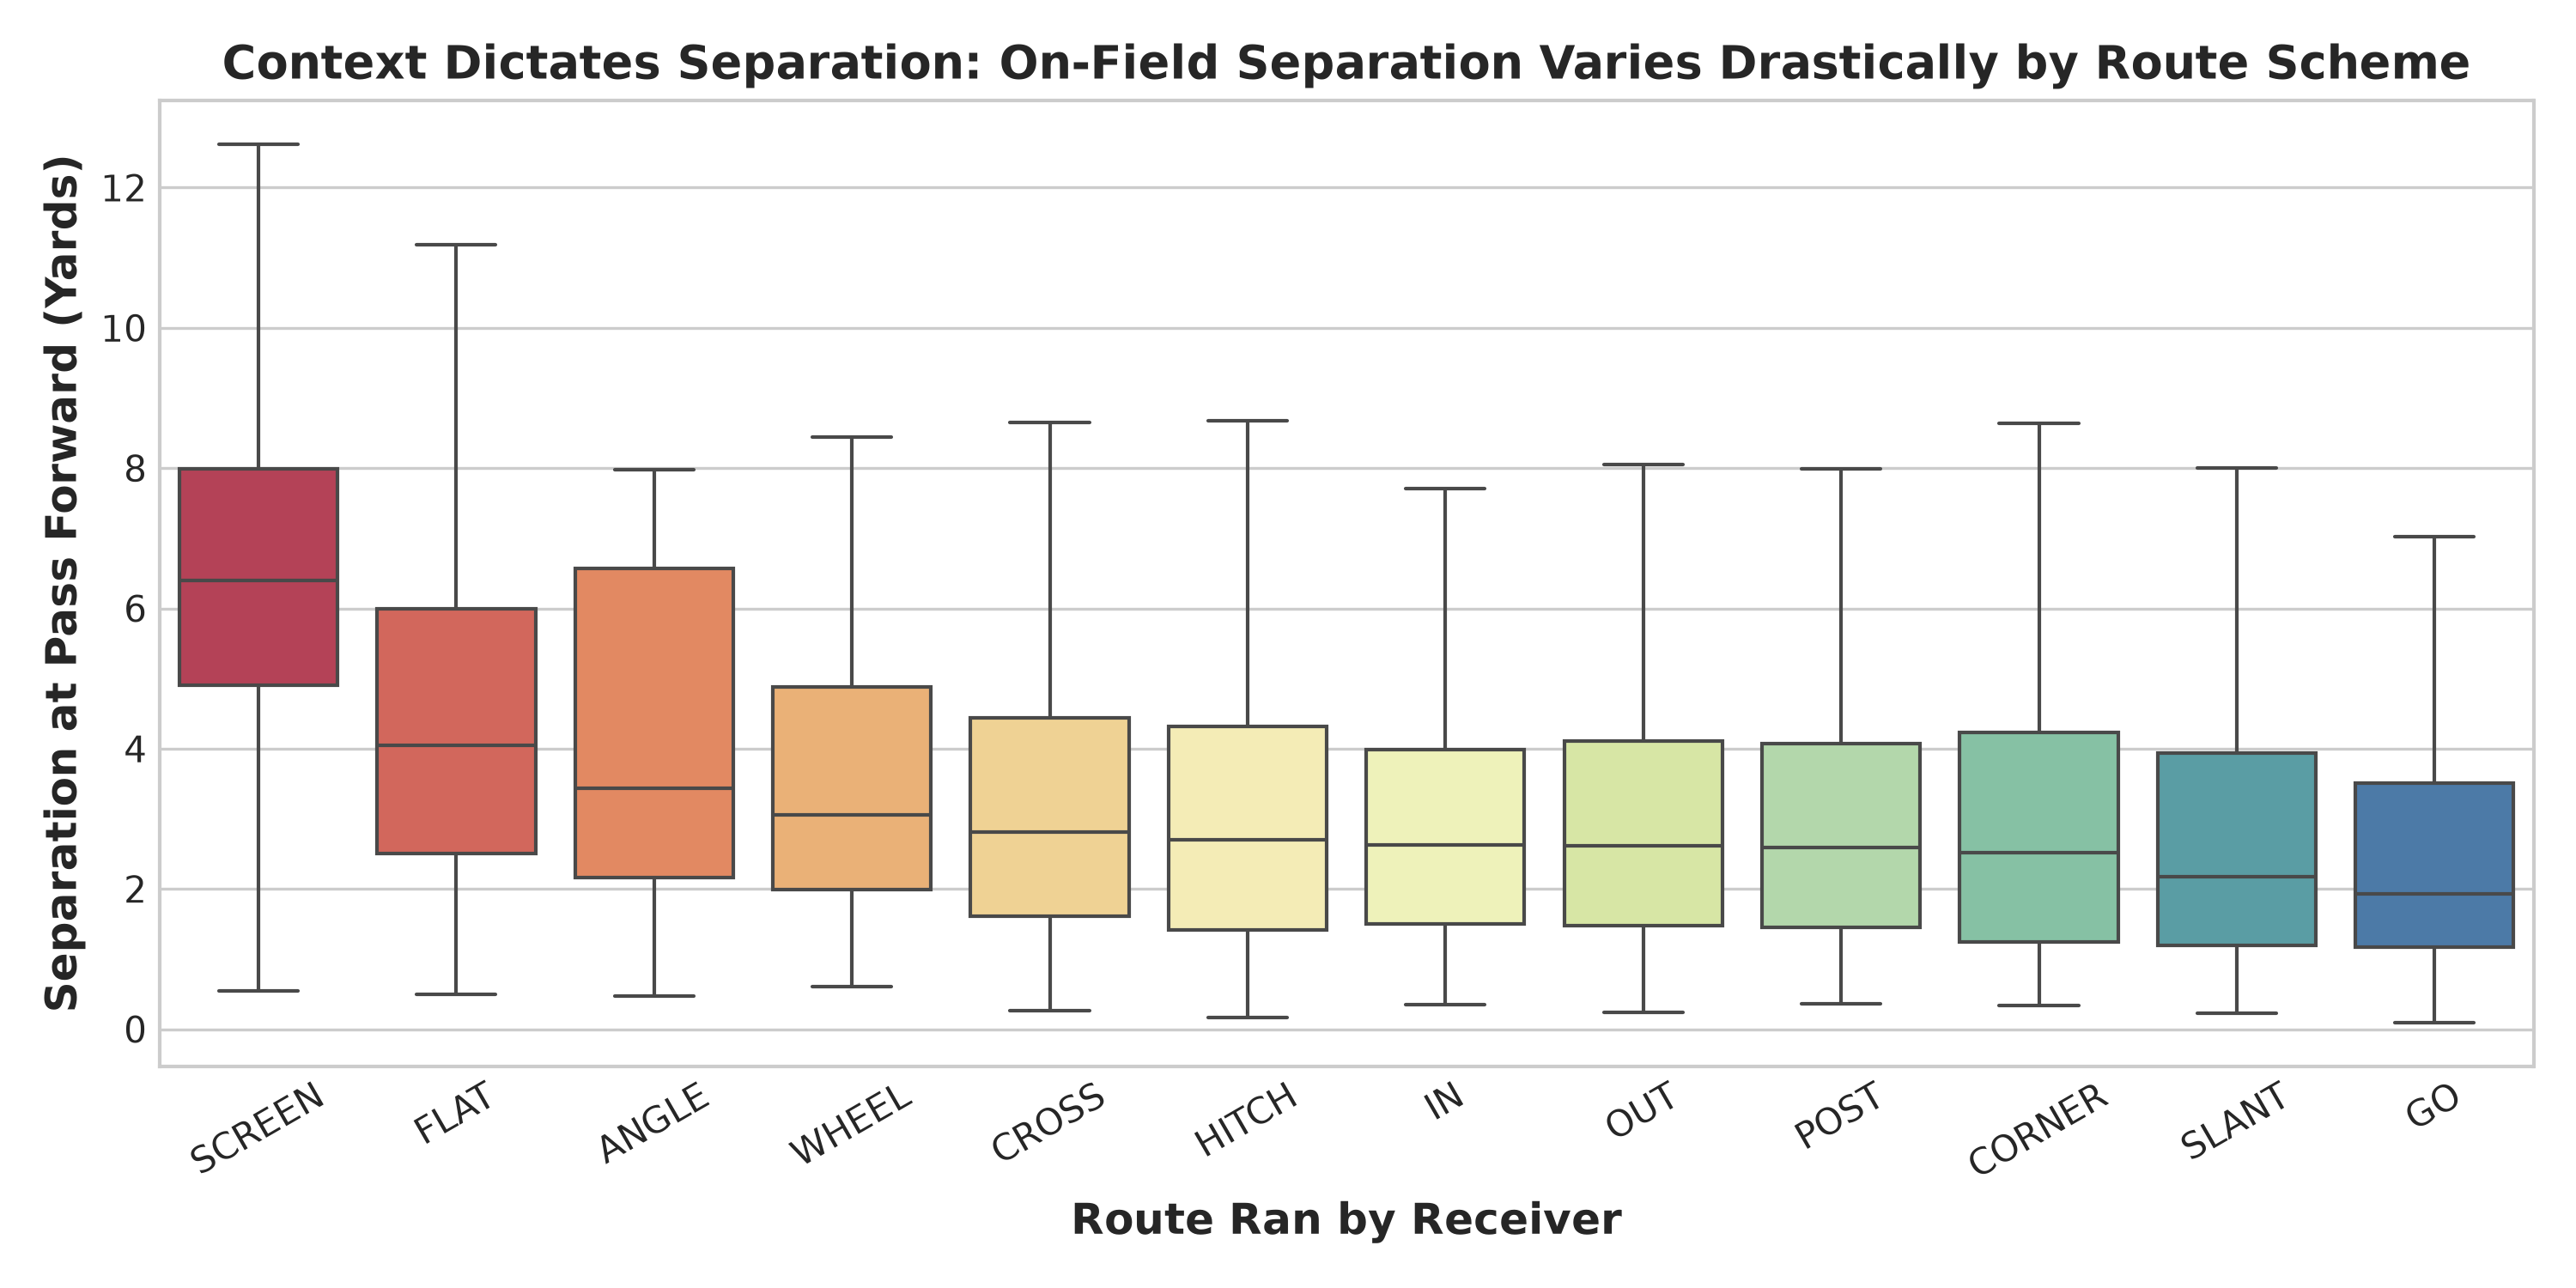 Context Dictates Separation: On-Field Separation Varies Drastically by Route Scheme
Separation at Pass Forward (Yards)
12
10
8
6
4
2
0
SCREEN
FLAT
ANGLE
WHEEL
CROSS
HITCH
IN
OUT
POST
CORNER
SLANT
GO
Route Ran by Receiver